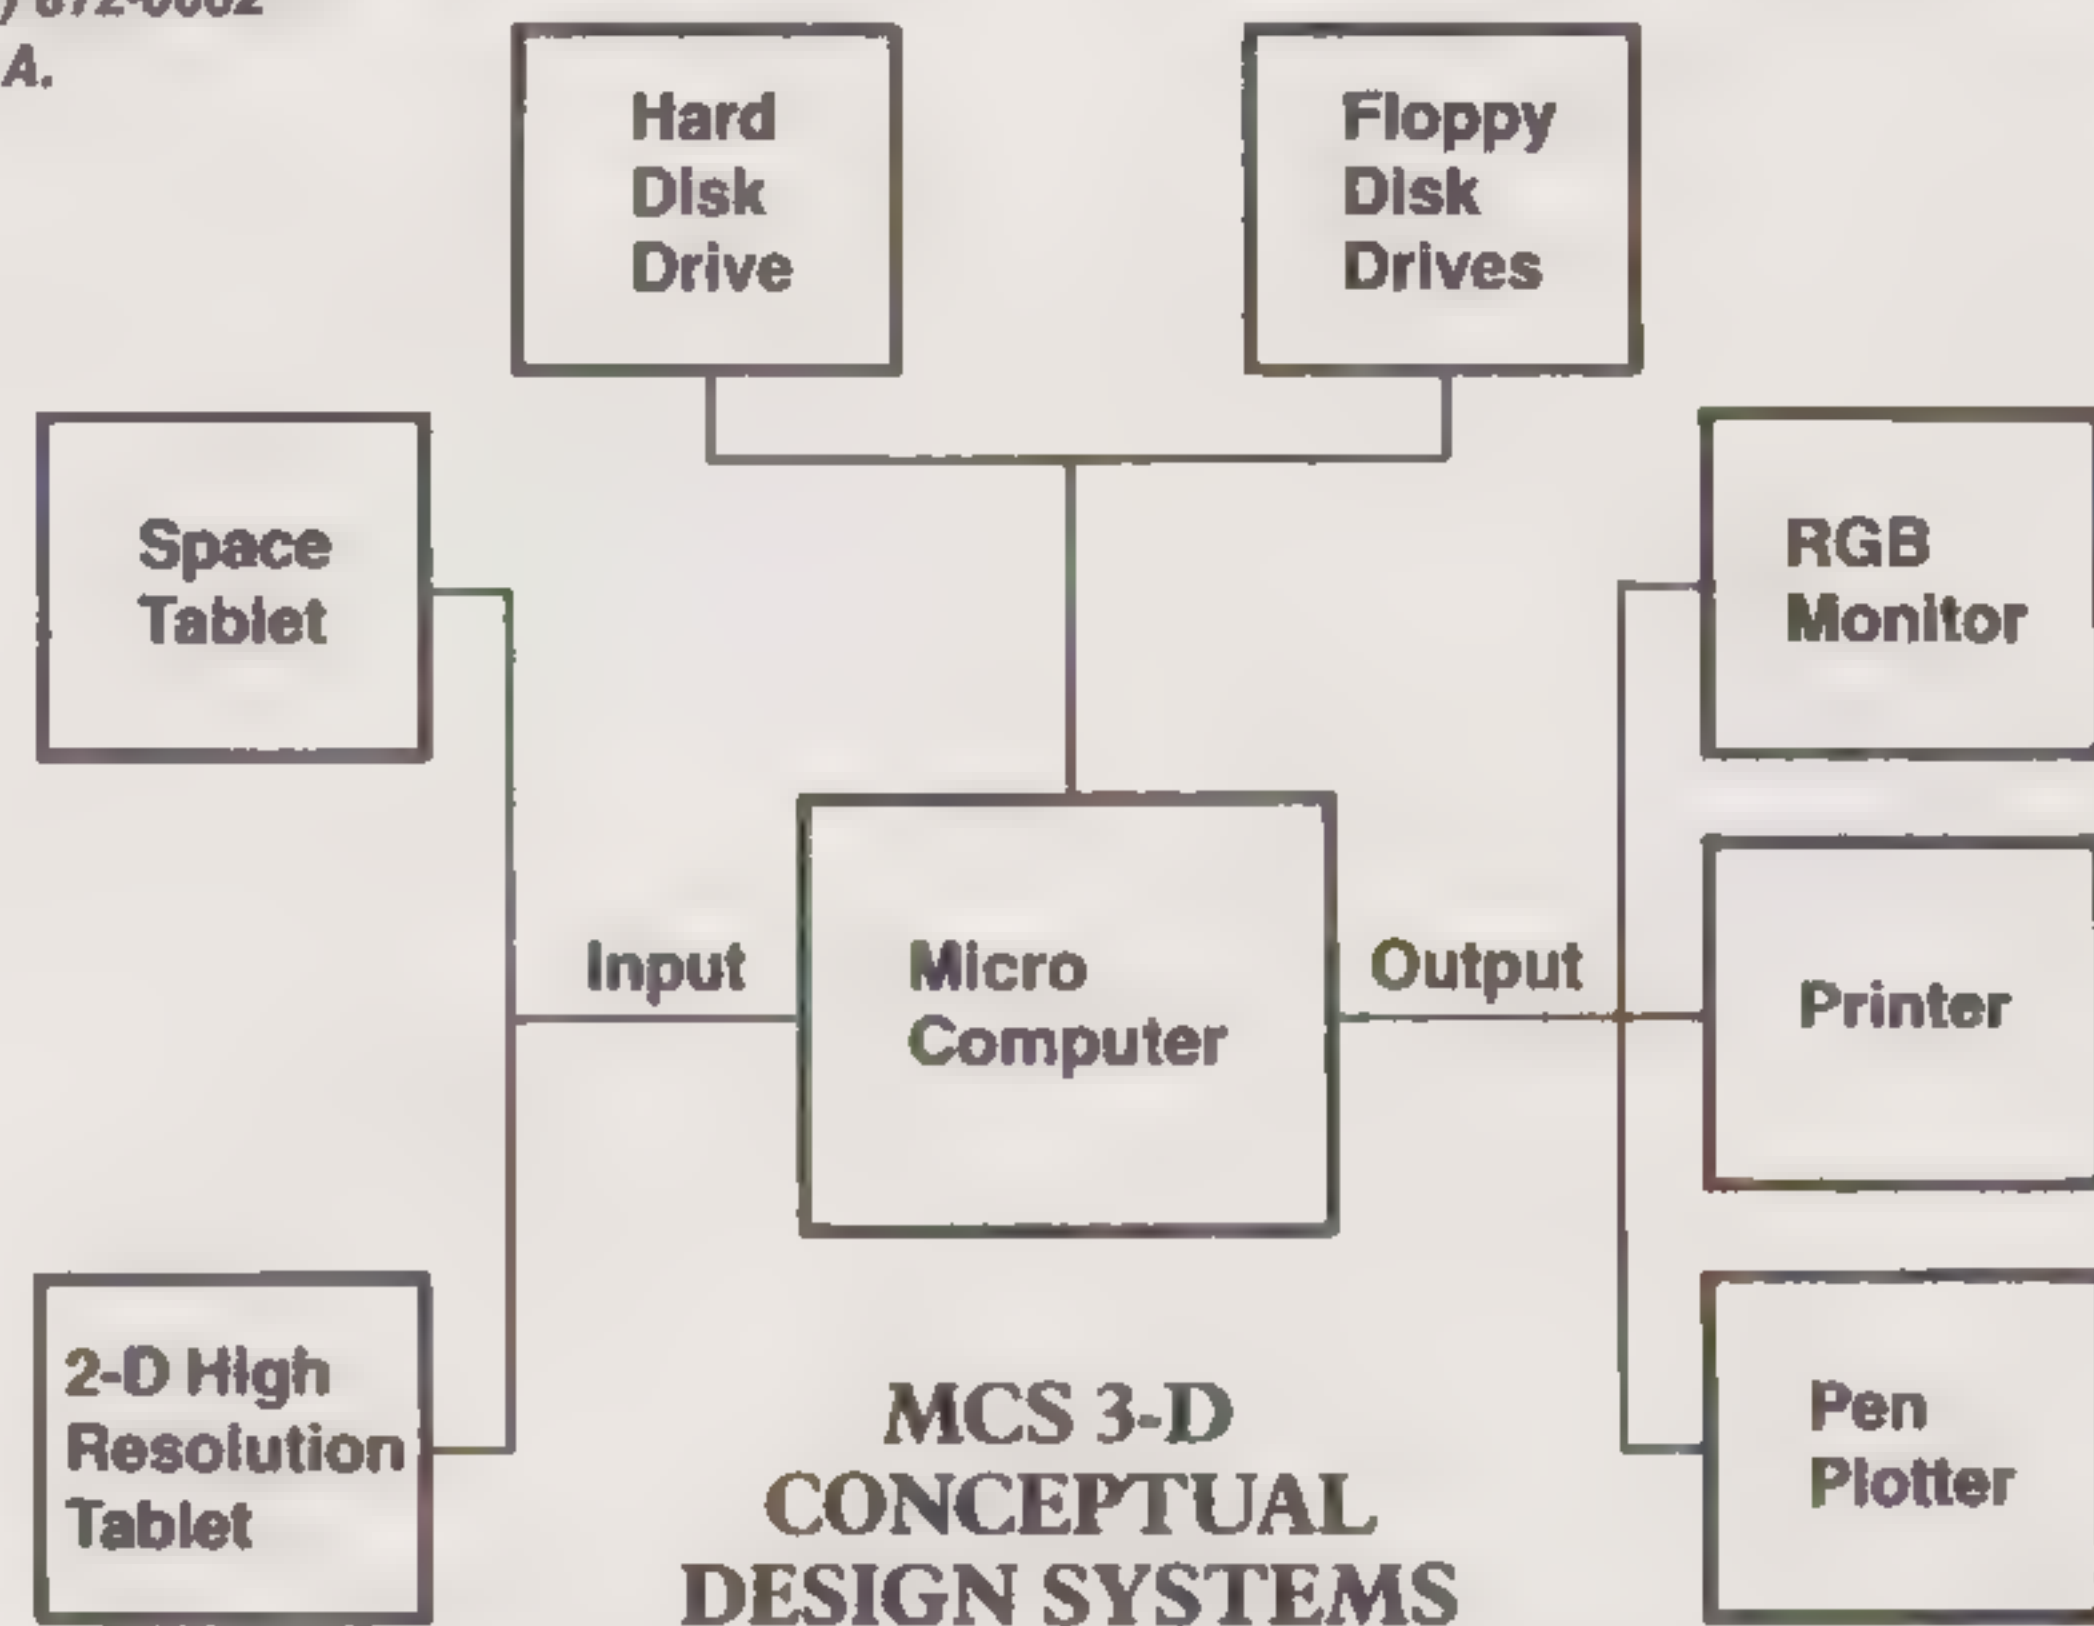 A.
Hard
Disk
Drive
Floppy
Disk
Drives
Space
Tablet
RGB
Monitor
Input
Micro
Computer
Output
Printer
2-D High
Resolution
Tablet
Pen
Plotter
MCS 3-D
CONCEPTUAL
DESIGN SYSTEMS